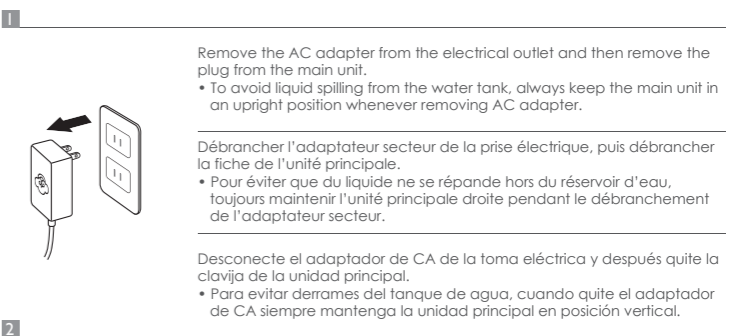 1
Remove the AC adapter from the electrical outlet and then remove the
plug from the main unit.
• To avoid liquid spilling from the water tank, always keep the main unit in
an upright position whenever removing AC adapter.
Débrancher l’adaptateur secteur de la prise électrique, puis débrancher
la fiche de l’unité principale.
• Pour éviter que du liquide ne se répande hors du réservoir d’eau,
toujours maintenir l’unité principale droite pendant le débranchement
de l’adaptateur secteur.
Desconecte el adaptador de CA de la toma eléctrica y después quite la
clavija de la unidad principal.
• Para evitar derrames del tanque de agua, cuando quite el adaptador
de CA siempre mantenga la unidad principal en posición vertical.
2